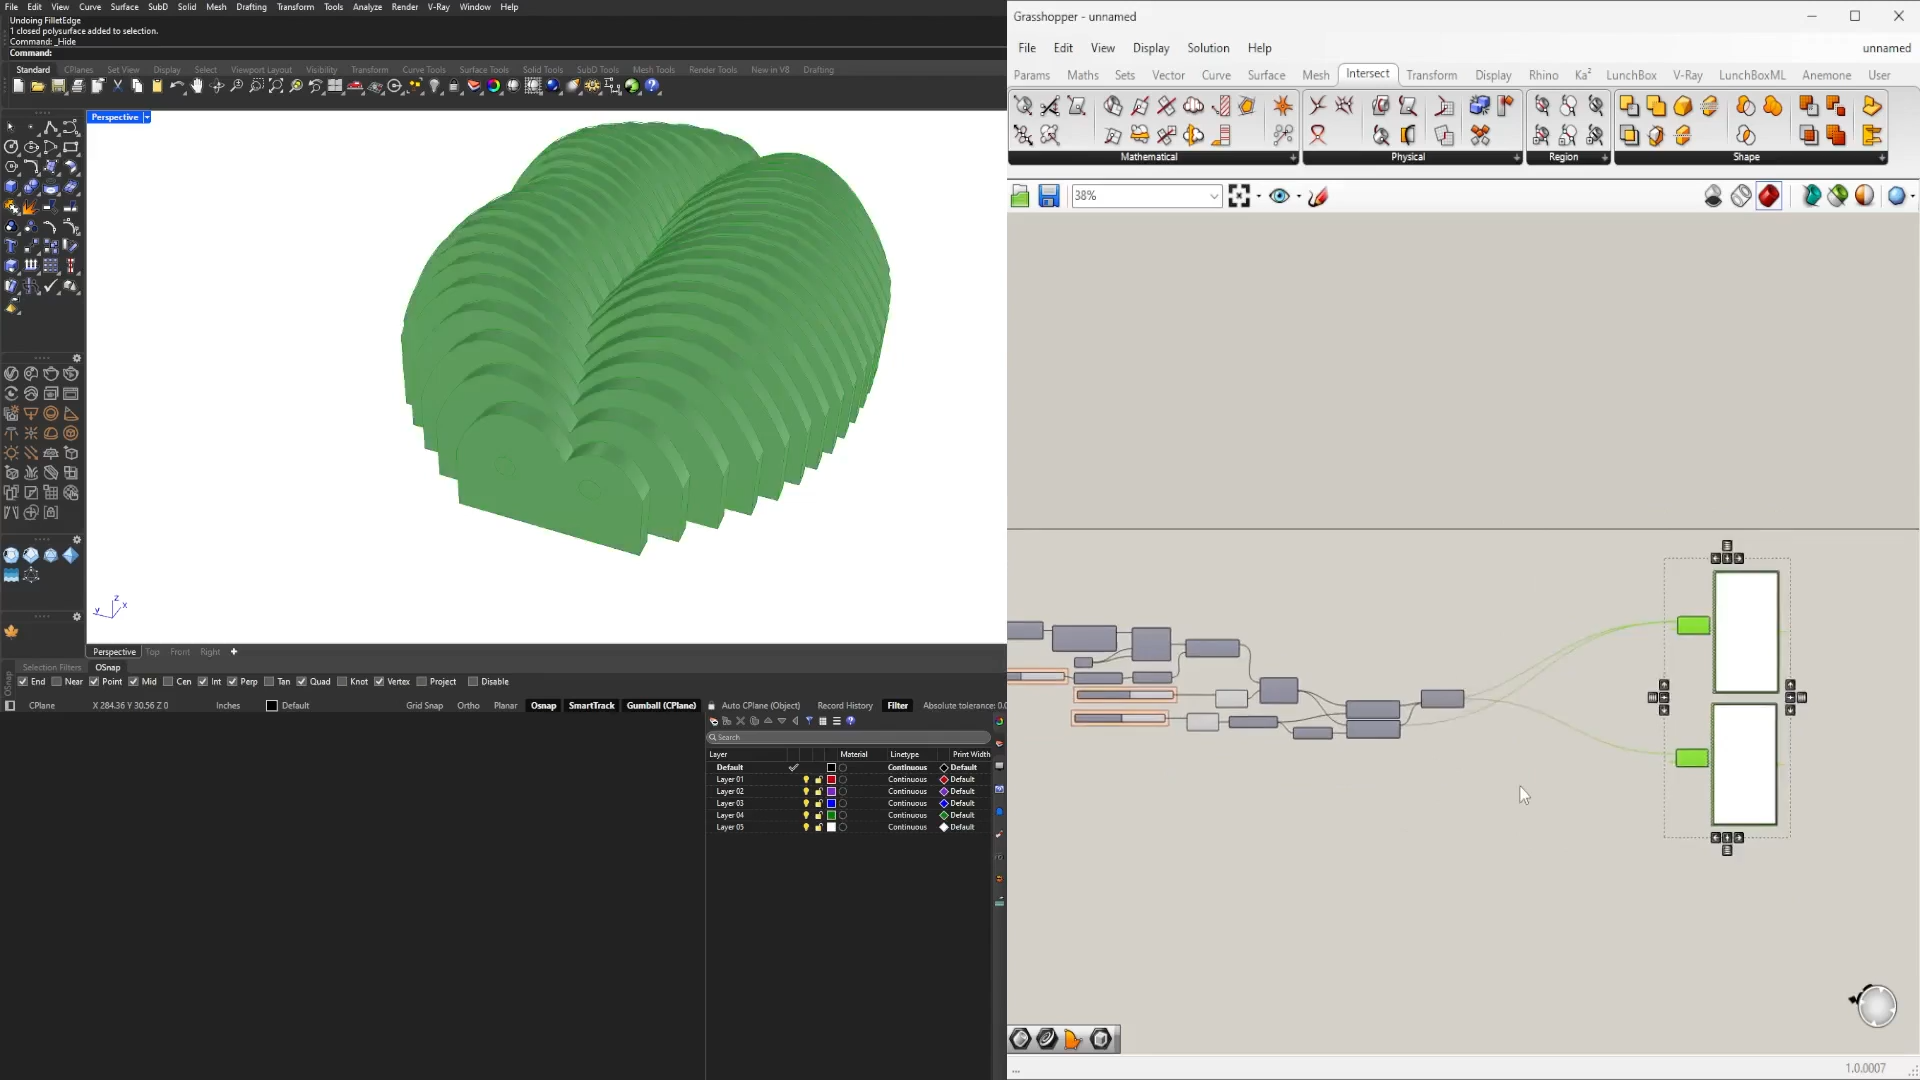 File Edit View Curve Surface SubD Solid Mesh Drafting Transform Tools Analyze Render V-Ray Window Help
Undoing FilletEdge
1 closed polysurface added to selection.
Command: _Hide
Command:
Standard CPlanes Set View Display Select Viewport Layout Visibility Transform Curve Tools Surface Tools Solid Tools SubD Tools Mesh Tools Render Tools New in V8 Drafting
Perspective
z
y x
Perspective Top Front Right
Selection Filters OSnap
OSnap
End Near Point Mid Cen Int Perp Tan Quad Knot Vertex Project Disable
CPlane X 284.36 Y 30.56 Z 0 Inches Default Grid Snap Ortho Planar Osnap SmartTrack Gumball (CPlane) Auto CPlane (Object) Record History Filter Absolute tolerance: 0.0
Search
Layer Material Linetype Print Width
Default Continuous Default
Layer 01 Continuous Default
Layer 02 Continuous Default
Layer 03 Continuous Default
Layer 04 Continuous Default
Layer 05 Continuous Default
Grasshopper - unnamed
File Edit View Display Solution Help unnamed
Params Maths Sets Vector Curve Surface Mesh Intersect Transform Display Rhino Ka² LunchBox V-Ray LunchBoxML Anemone User
Mathematical Physical Region Shape
38%
...
1.0.0007